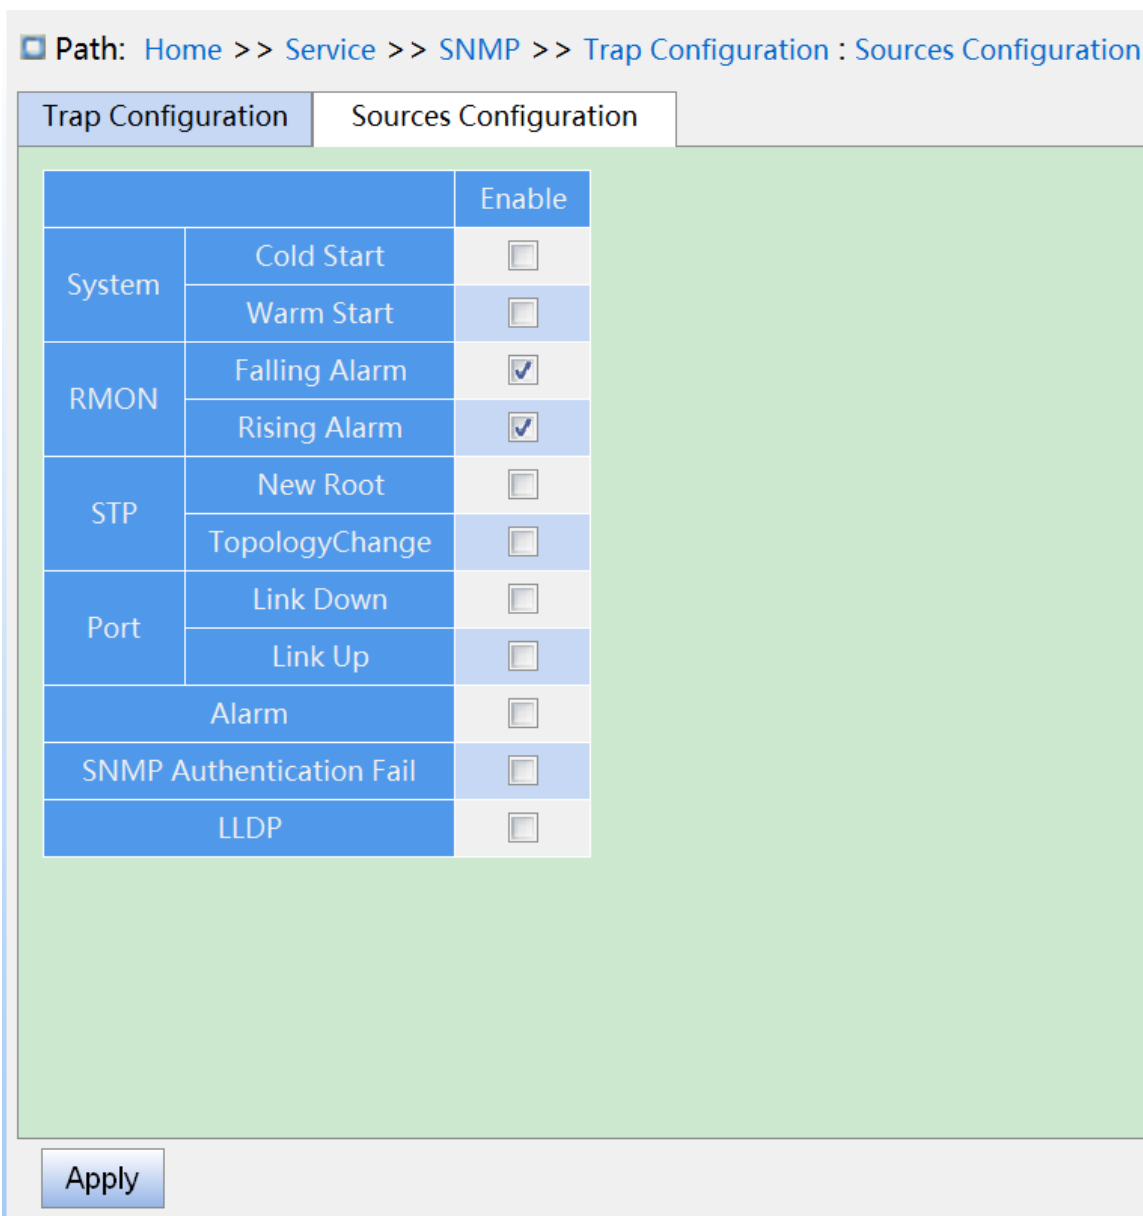 Path: Home >> Service >> SNMP >> Trap Configuration : Sources Configuration
Trap Configuration Sources Configuration
Enable
System
Cold Start
Warm Start
RMON
Falling Alarm
Rising Alarm
STP
New Root
TopologyChange
Port
Link Down
Link Up
Alarm
SNMP Authentication Fail
LLDP
Apply